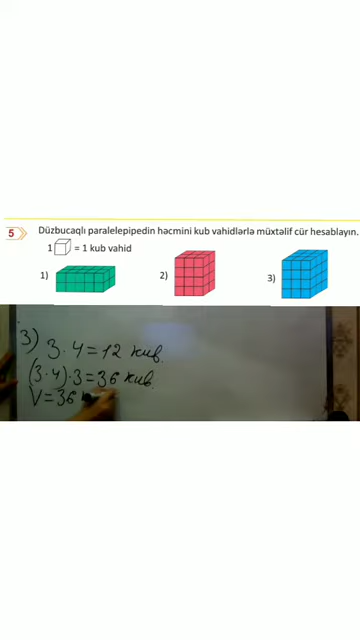 5 Düzbucaqlı paralelepipedin həcmini kub vahidlərlə müxtəlif cür hesablayın.
1 = 1 kub vahid
1) 2) 3)
3) 3 · 4 = 12 kub.
(3 · 4) · 3 = 36 kub.
V = 36